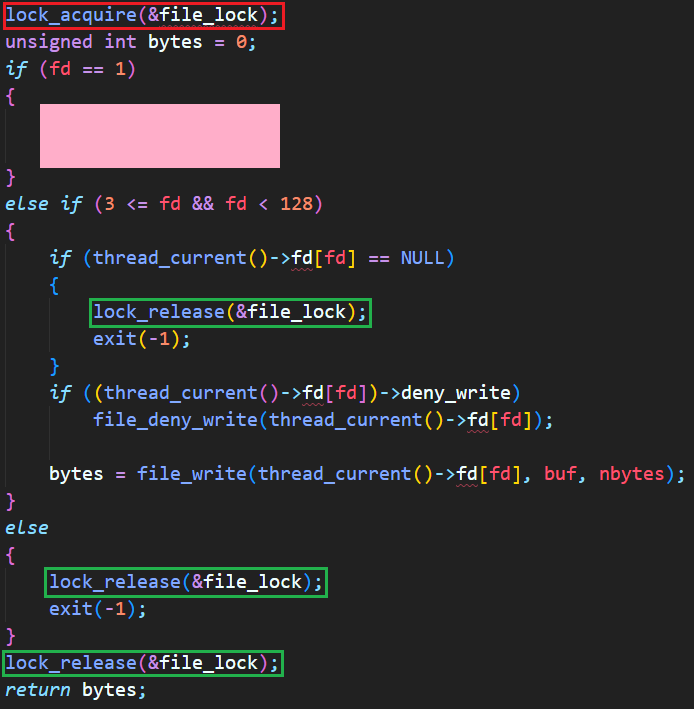 lock_acquire(&file_lock);
unsigned int bytes = 0;
if (fd == 1)
{
}
else if (3 <= fd && fd < 128)
{
if (thread_current()->fd[fd] == NULL)
{
lock_release(&file_lock);
exit(-1);
}
if ((thread_current()->fd[fd])->deny_write)
file_deny_write(thread_current()->fd[fd]);
bytes = file_write(thread_current()->fd[fd], buf, nbytes);
}
else
{
lock_release(&file_lock);
exit(-1);
}
lock_release(&file_lock);
return bytes;